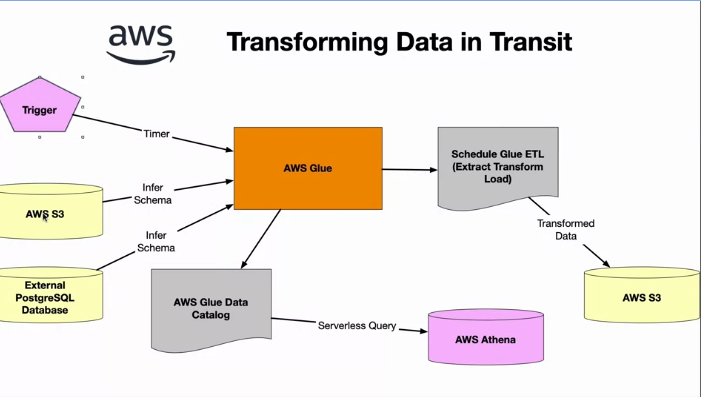 aws
Transforming Data in Transit
Trigger
Timer
AWS Glue
Schedule Glue ETL
(Extract Transform
Load)
Infer
Schema
AWS S3
Infer
Schema
Transformed
Data
External
PostgreSQL
Database
AWS Glue Data
Catalog
AWS S3
Serverless Query
AWS Athena